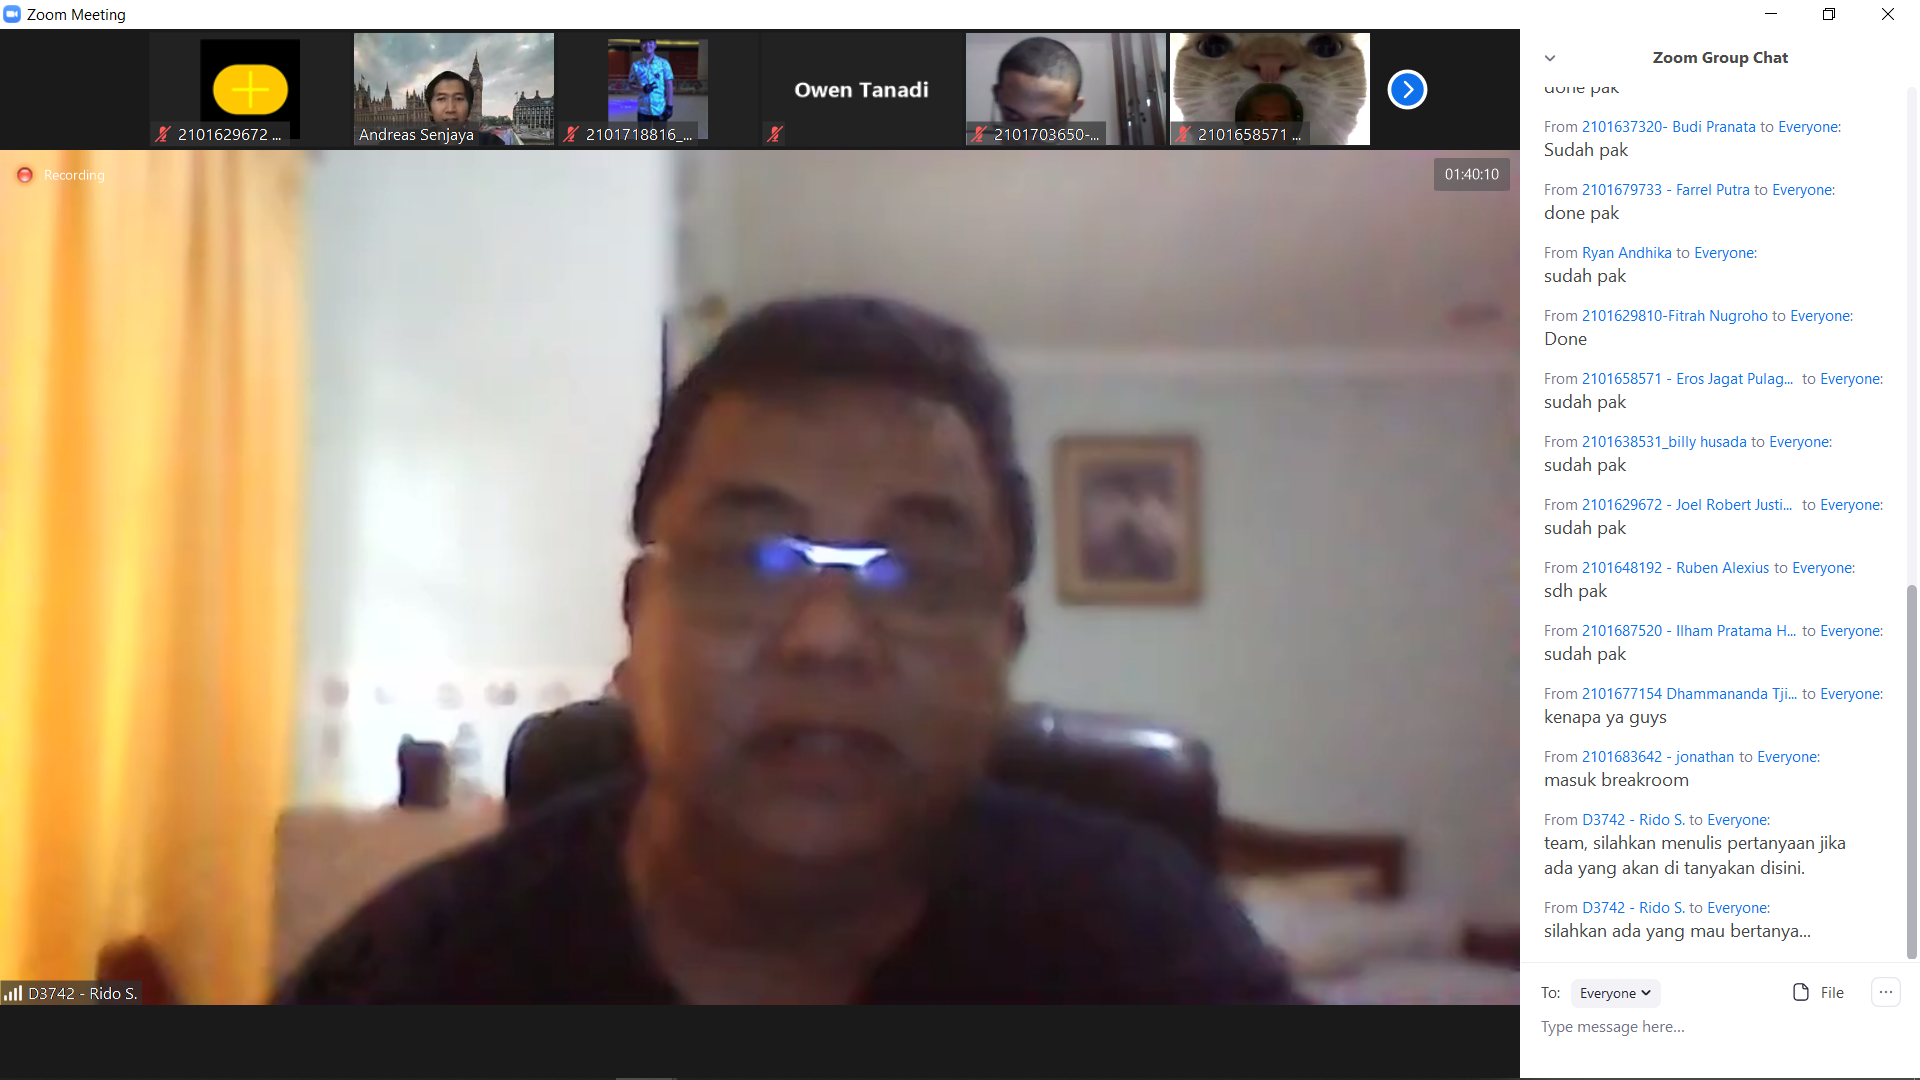 Zoom Meeting
2101629672 ...
Andreas Senjaya
2101718816_...
Owen Tanadi
2101703650-...
2101658571 ...
Recording
01:40:10
D3742 - Rido S.
Zoom Group Chat
done pak
From 2101637320- Budi Pranata to Everyone:
Sudah pak
From 2101679733 - Farrel Putra to Everyone:
done pak
From Ryan Andhika to Everyone:
sudah pak
From 2101629810-Fitrah Nugroho to Everyone:
Done
From 2101658571 - Eros Jagat Pulag... to Everyone:
sudah pak
From 2101638531_billy husada to Everyone:
sudah pak
From 2101629672 - Joel Robert Justi... to Everyone:
sudah pak
From 2101648192 - Ruben Alexius to Everyone:
sdh pak
From 2101687520 - Ilham Pratama H... to Everyone:
sudah pak
From 2101677154 Dhammananda Tji... to Everyone:
kenapa ya guys
From 2101683642 - jonathan to Everyone:
masuk breakroom
From D3742 - Rido S. to Everyone:
team, silahkan menulis pertanyaan jika
ada yang akan di tanyakan disini.
From D3742 - Rido S. to Everyone:
silahkan ada yang mau bertanya...
To: Everyone
File
Type message here...